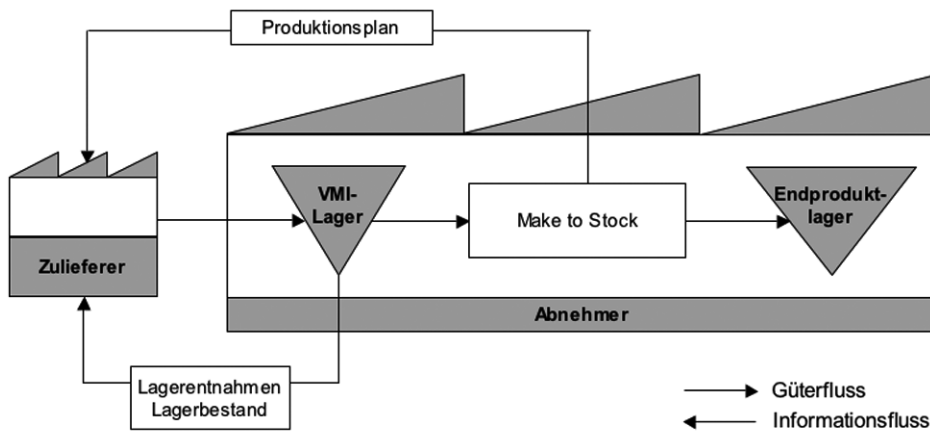 Produktionsplan
VMI-
Lager
Make to Stock
Endprodukt-
lager
Zulieferer
Abnehmer
Lagerentnahmen
Lagerbestand
Güterfluss
Informationsfluss